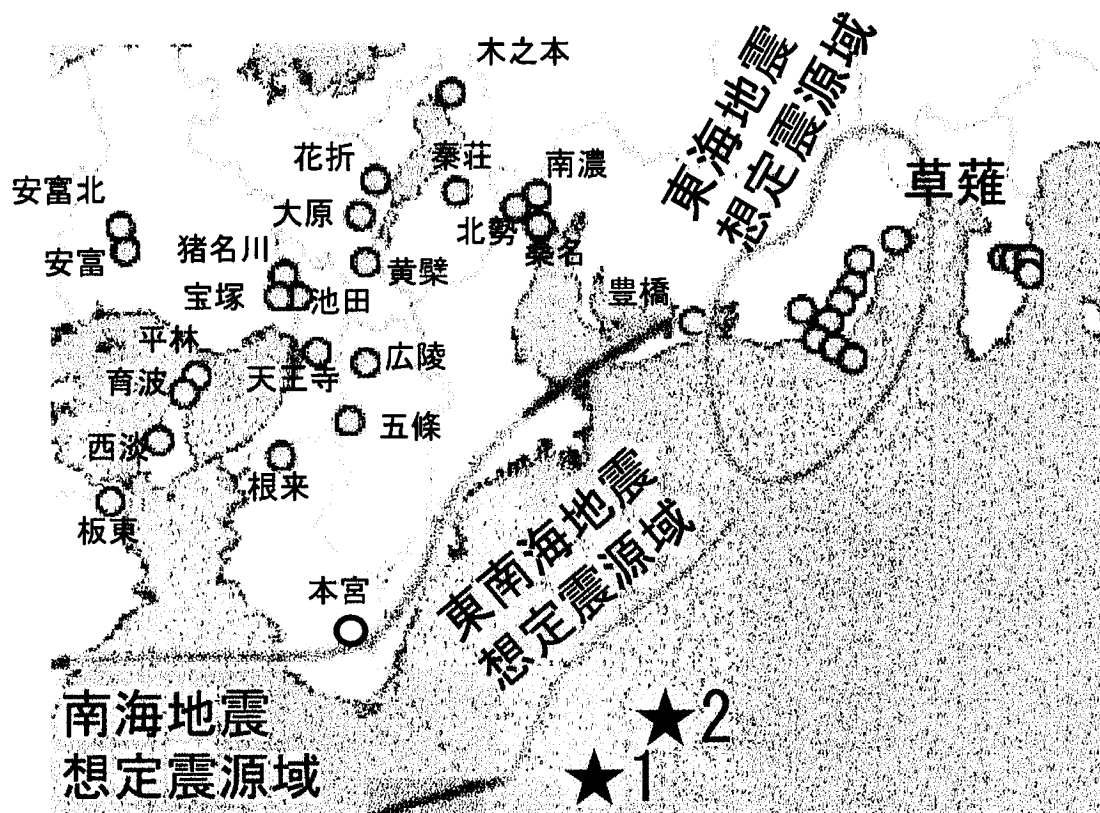 木之本
東海地震
想定震源域
花折
秦荘
南濃
草薙
安富北
大原
北勢
桑名
安富
猪名川
黄檗
宝塚
池田
豊橋
平林
育波
天王寺
広陵
西淡
五條
根来
板東
東南海地震
想定震源域
本宮
南海地震
想定震源域
★2
★1